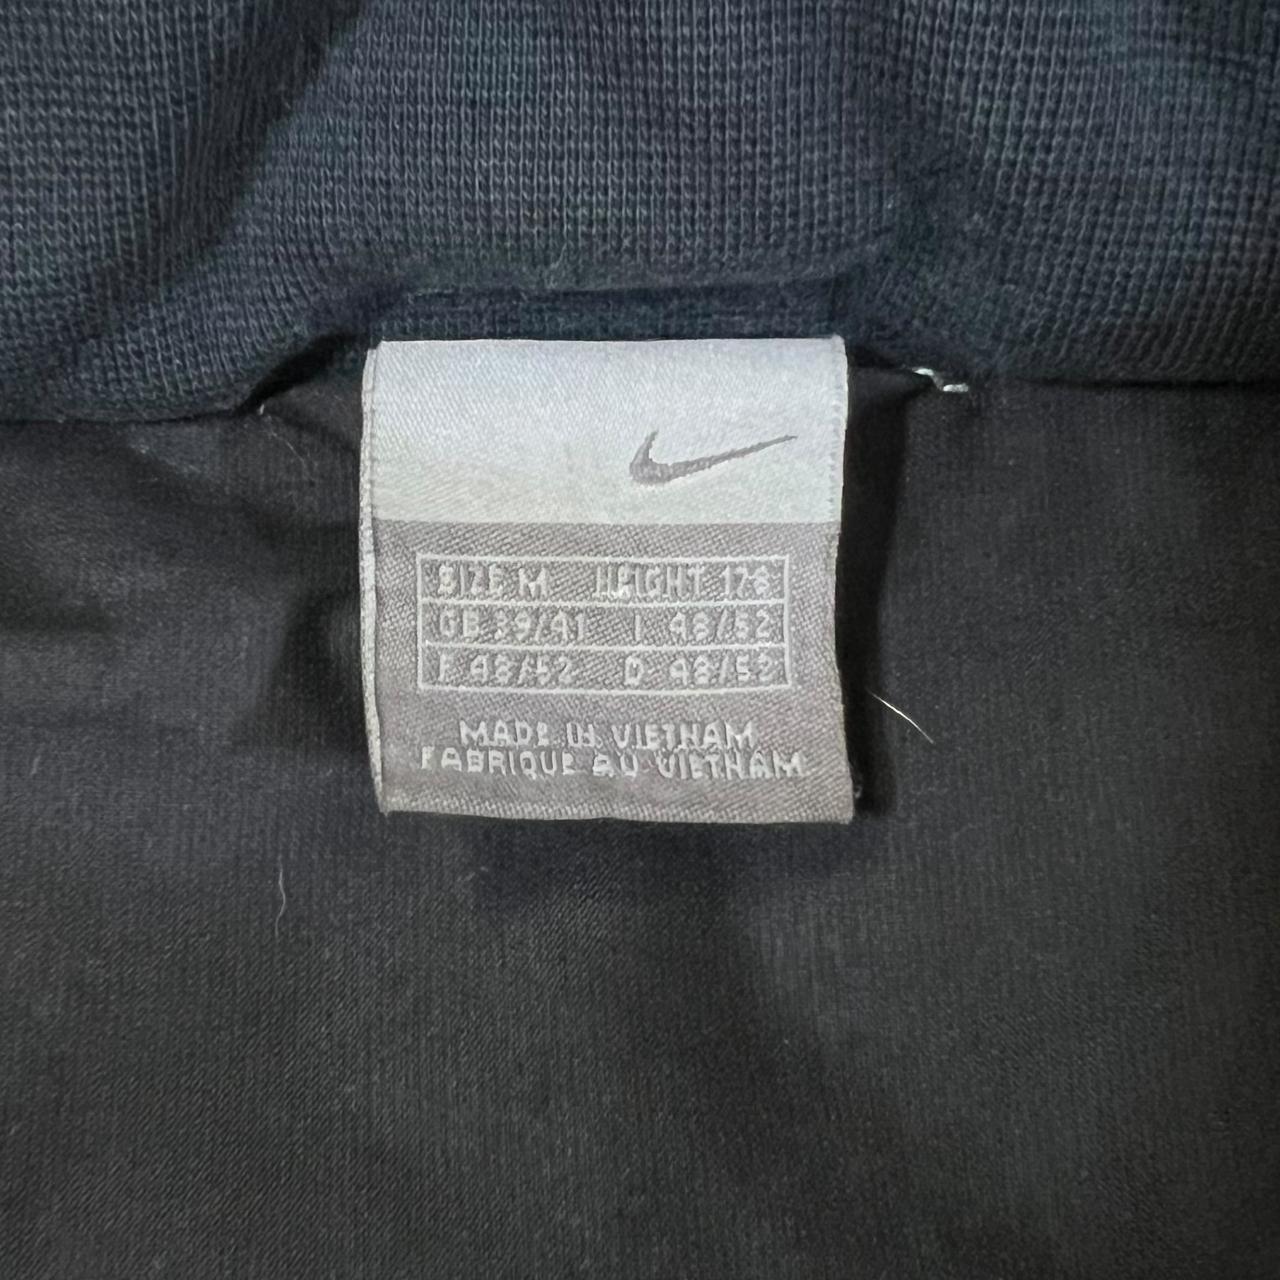 SIZE M HEIGHT 178
GB 39/41 I 48/52
F 48/52 D 48/52
MADE IN VIETNAM
FABRIQUE AU VIETNAM